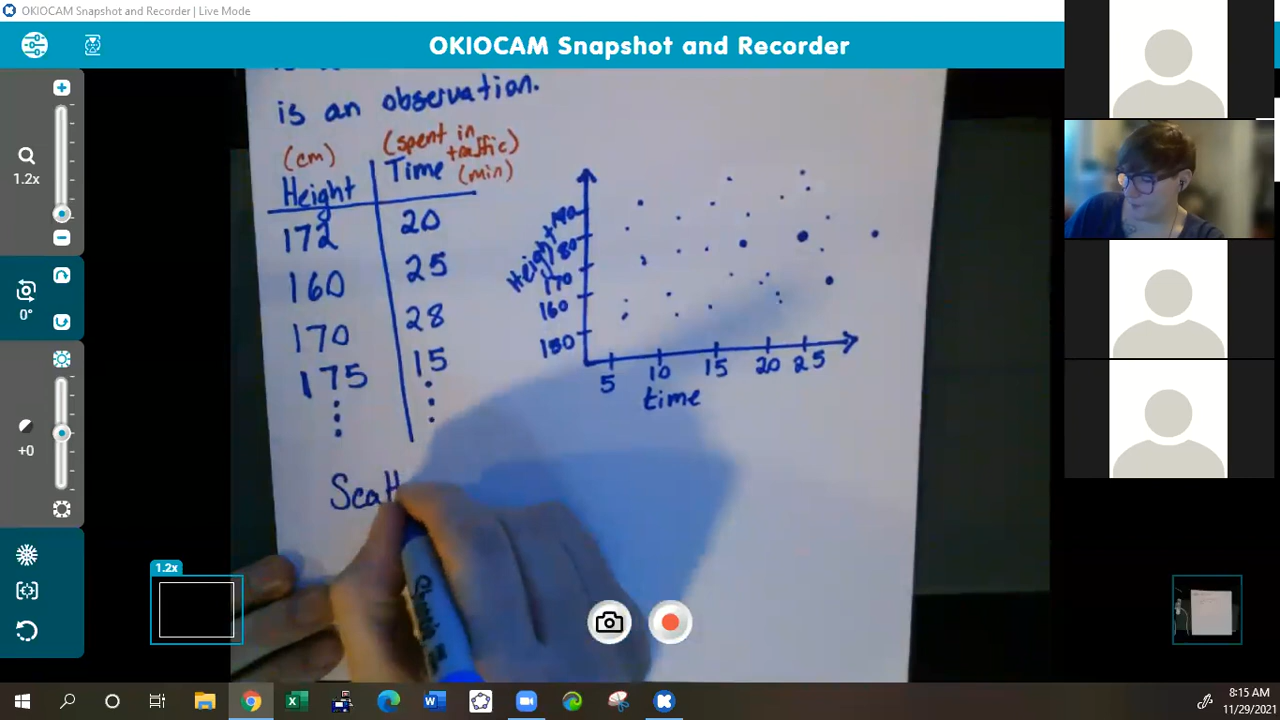 OKIOCAM Snapshot and Recorder | Live Mode
OKIOCAM Snapshot and Recorder
1.2x
0°
+0
is an observation.
(cm)
(spent in traffic)
(min)
Height Time
172 20
160 25
170 28
175 15
Height
190
180
170
160
150
5 10 15 20 25
time
Scatt
Sharpie
1.2x
8:15 AM
11/29/2021